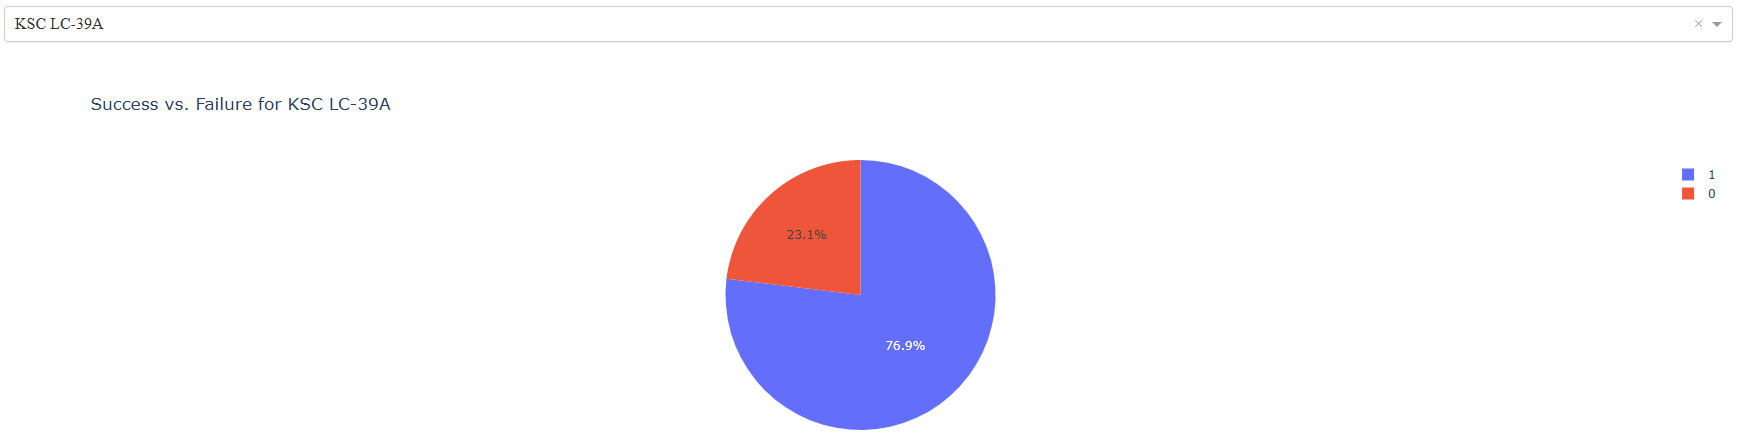 KSC LC-39A
×
Success vs. Failure for KSC LC-39A
1
0
23.1%
76.9%